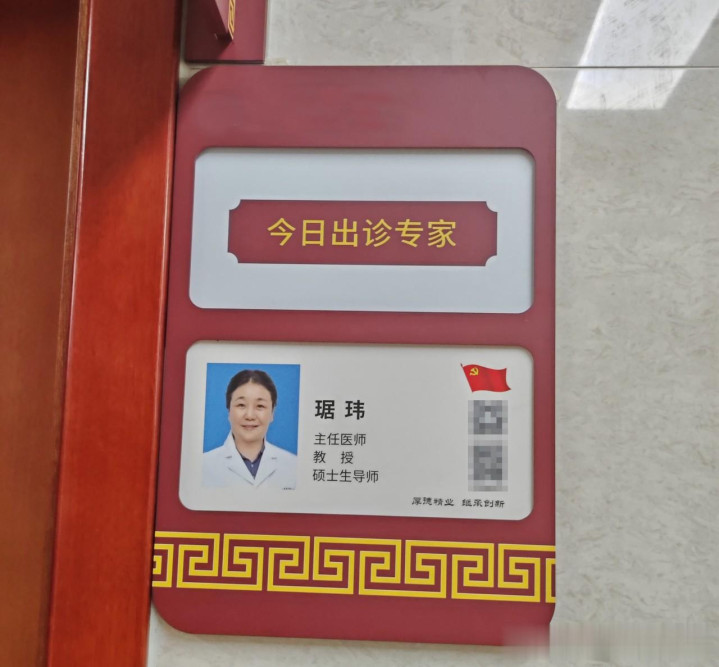 今日出诊专家
琚 玮
主任医师
教 授
硕士生导师
厚德精业 继承创新